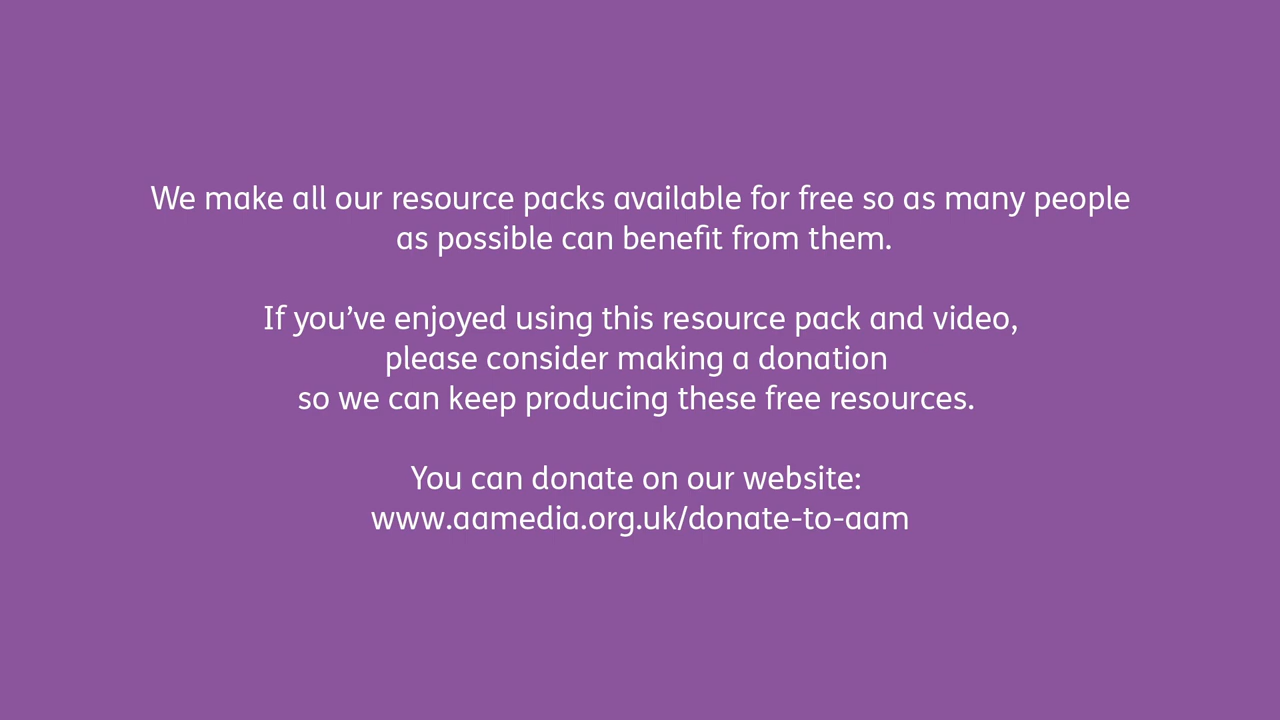 We make all our resource packs available for free so as many people
as possible can benefit from them.
If you’ve enjoyed using this resource pack and video,
please consider making a donation
so we can keep producing these free resources.
You can donate on our website:
www.aamedia.org.uk/donate-to-aam